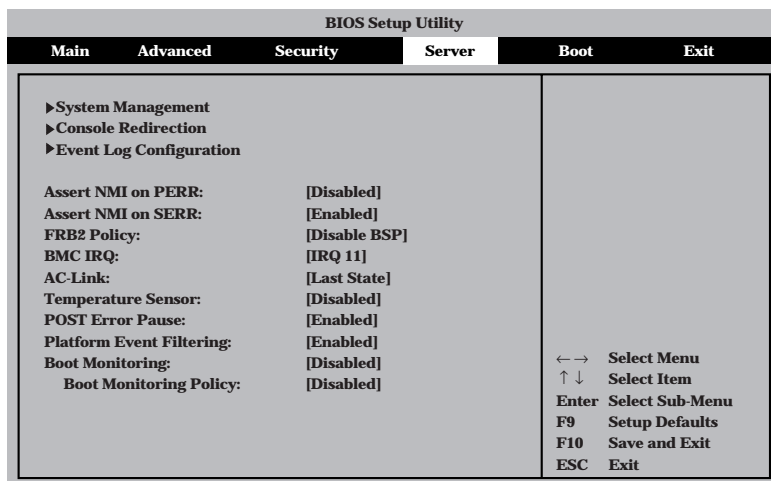 BIOS Setup Utility
Main Advanced Security Server Boot Exit
▶System Management
▶Console Redirection
▶Event Log Configuration
Assert NMI on PERR: [Disabled]
Assert NMI on SERR: [Enabled]
FRB2 Policy: [Disable BSP]
BMC IRQ: [IRQ 11]
AC-Link: [Last State]
Temperature Sensor: [Disabled]
POST Error Pause: [Enabled]
Platform Event Filtering: [Enabled]
Boot Monitoring: [Disabled]
Boot Monitoring Policy: [Disabled]
←→ Select Menu
↑↓ Select Item
Enter Select Sub-Menu
F9 Setup Defaults
F10 Save and Exit
ESC Exit